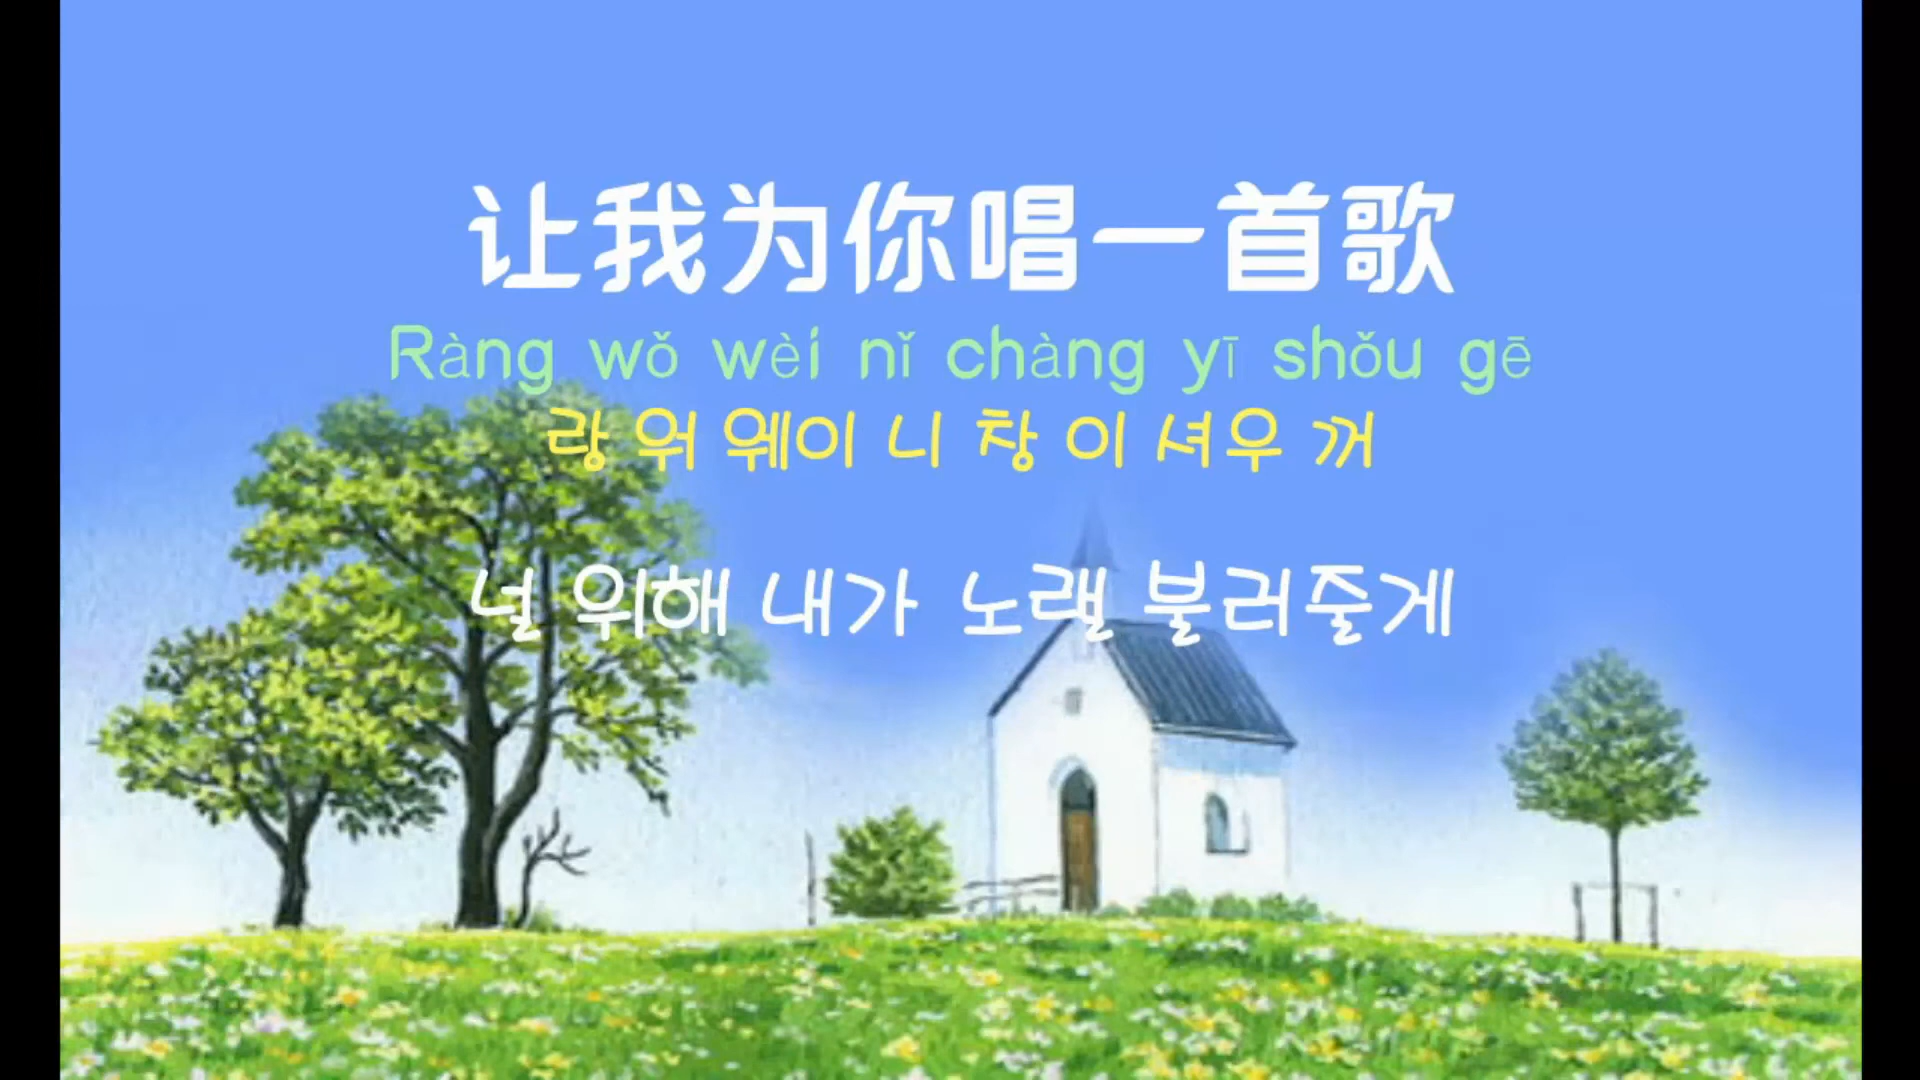 让我为你唱一首歌
Ràng wǒ wèi nǐ chàng yī shǒu gē
랑 워 웨이 니 창 이 셔우 꺼
널 위해 내가 노랠 불러줄게